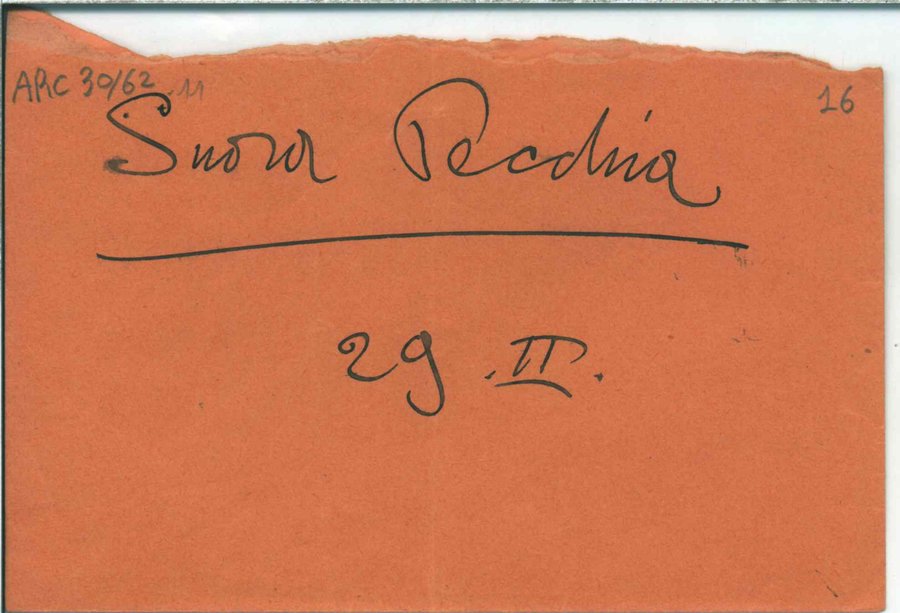 ARC 30/62.11
16
Suora Pecchia
29.II.